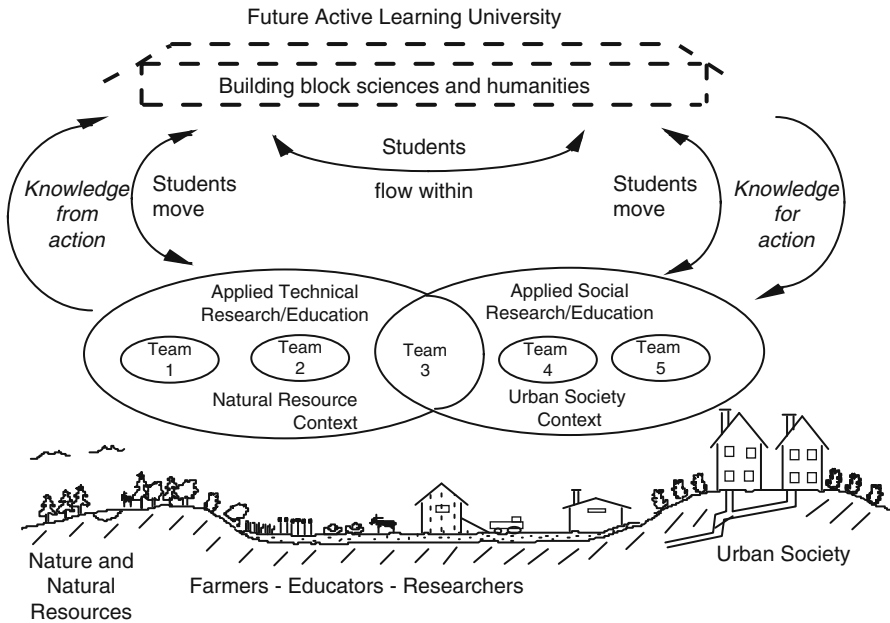 Future Active Learning University
Building block sciences and humanities
Students
flow within
Knowledge
from
action
Students
move
Students
move
Knowledge
for
action
Applied Technical
Research/Education
Applied Social
Research/Education
Team
1
Team
2
Team
3
Team
4
Team
5
Natural Resource
Context
Urban Society
Context
Nature and
Natural
Resources
Farmers - Educators - Researchers
Urban Society